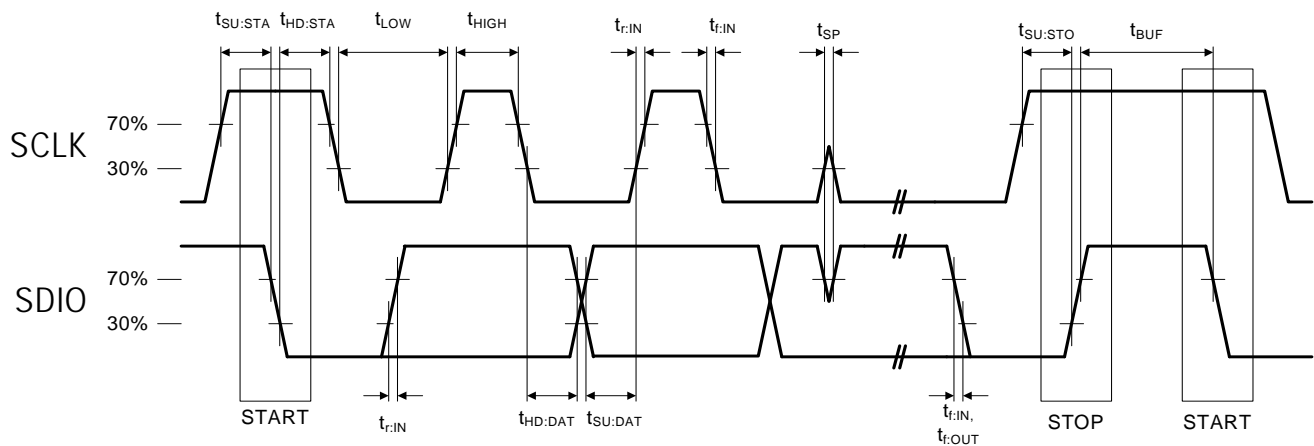 tSU:STA tHD:STA tLOW tHIGH tr:IN tf:IN tSP tSU:STO tBUF
70%
SCLK
30%
70%
SDIO
30%
START tr:IN tHD:DAT tSU:DAT tf:IN, STOP START
tf:OUT